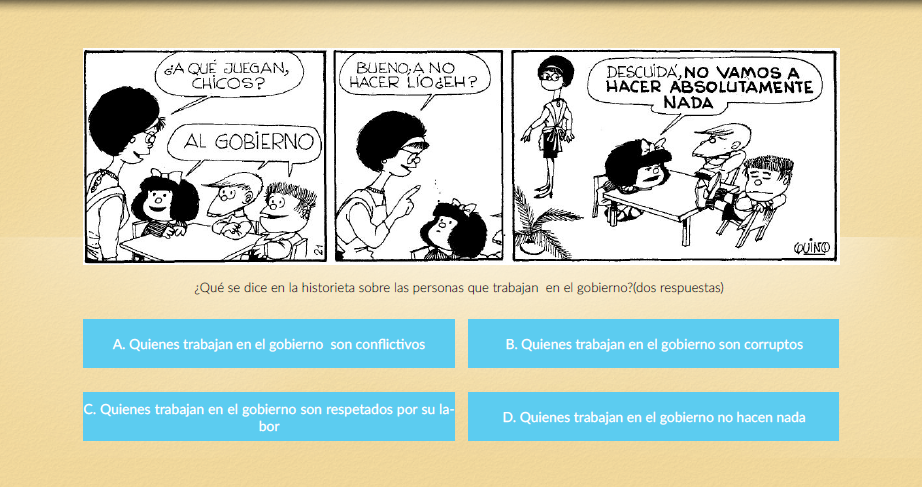 ¿A QUÉ JUEGAN,
CHICOS?
AL GOBIERNO
21
BUENO, A NO
HACER LÍO ¿EH?
DESCUIDÁ, NO VAMOS A
HACER ABSOLUTAMENTE
NADA
QUINO
¿Qué se dice en la historieta sobre las personas que trabajan en el gobierno?(dos respuestas)
A. Quienes trabajan en el gobierno son conflictivos
B. Quienes trabajan en el gobierno son corruptos
C. Quienes trabajan en el gobierno son respetados por su la-
bor
D. Quienes trabajan en el gobierno no hacen nada